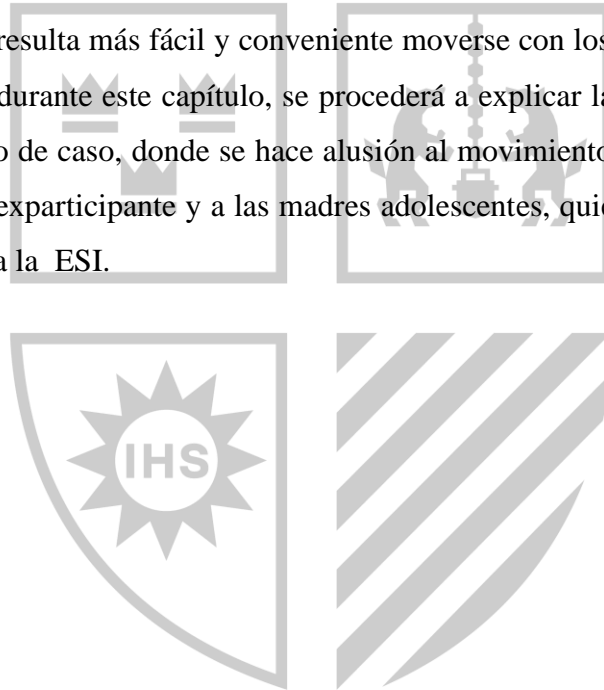 resulta más fácil y conveniente moverse con los
durante este capítulo, se procederá a explicar la
o de caso, donde se hace alusión al movimiento
exparticipante y a las madres adolescentes, quie
a la ESI.
IHS